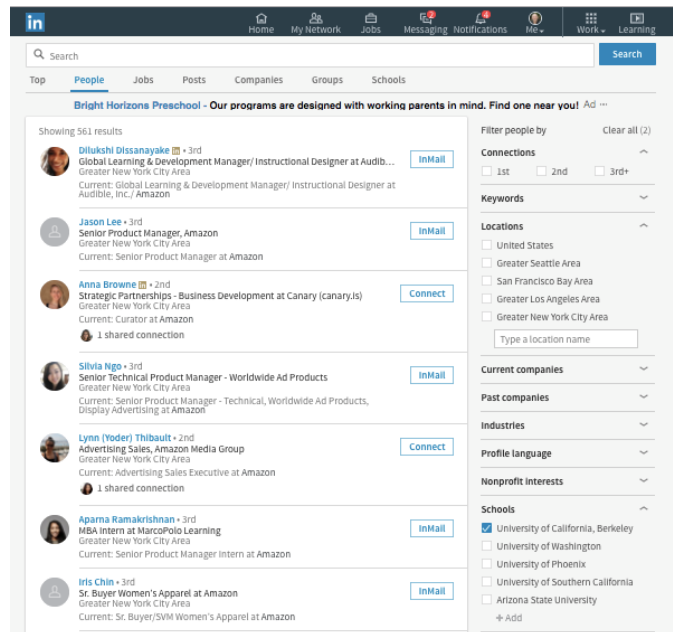 in
Home My Network Jobs Messaging 2 Notifications 4 Me Work Learning
Search Search
Top People Jobs Posts Companies Groups Schools
Bright Horizons Preschool - Our programs are designed with working parents in mind. Find one near you! Ad ...
Showing 561 results
Dilukshi Dissanayake in • 3rd
Global Learning & Development Manager/ Instructional Designer at Audib...
Greater New York City Area
Current: Global Learning & Development Manager/ Instructional Designer at
Audible, Inc./ Amazon
InMail
Jason Lee • 3rd
Senior Product Manager, Amazon
Greater New York City Area
Current: Senior Product Manager at Amazon
InMail
Anna Browne in • 2nd
Strategic Partnerships - Business Development at Canary (canary.is)
Greater New York City Area
Current: Curator at Amazon
1 shared connection
Connect
Silvia Ngo • 3rd
Senior Technical Product Manager - Worldwide Ad Products
Greater New York City Area
Current: Senior Product Manager - Technical, Worldwide Ad Products,
Display Advertising at Amazon
InMail
Lynn (Yoder) Thibault • 2nd
Advertising Sales, Amazon Media Group
Greater New York City Area
Current: Advertising Sales Executive at Amazon
1 shared connection
Connect
Aparna Ramakrishnan • 3rd
MBA Intern at MarcoPolo Learning
Greater New York City Area
Current: Senior Product Manager Intern at Amazon
InMail
Iris Chin • 3rd
Sr. Buyer Women's Apparel at Amazon
Greater New York City Area
Current: Sr. Buyer/SVM Women's Apparel at Amazon
InMail
Filter people by Clear all (2)
Connections
1st 2nd 3rd+
Keywords
Locations
United States
Greater Seattle Area
San Francisco Bay Area
Greater Los Angeles Area
Greater New York City Area
Type a location name
Current companies
Past companies
Industries
Profile language
Nonprofit interests
Schools
University of California, Berkeley
University of Washington
University of Phoenix
University of Southern California
Arizona State University
+ Add